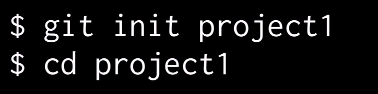 $ git init project1
$ cd project1